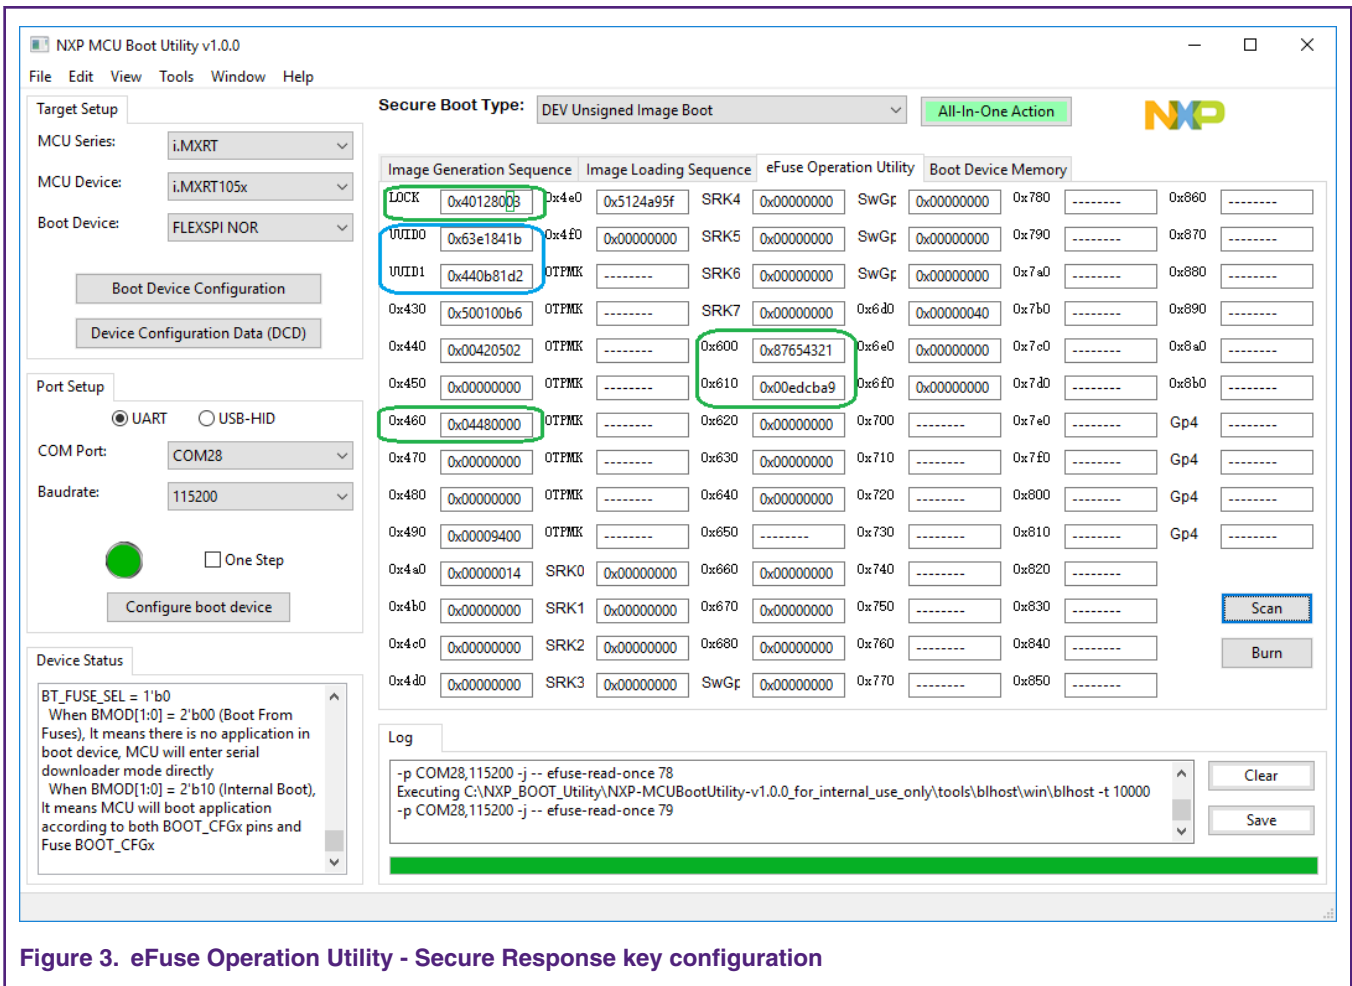 NXP MCU Boot Utility v1.0.0
File Edit View Tools Window Help
Target Setup
MCU Series: i.MXRT
MCU Device: i.MXRT105x
Boot Device: FLEXSPI NOR
Boot Device Configuration
Device Configuration Data (DCD)
Port Setup
UART USB-HID
COM Port: COM28
Baudrate: 115200
One Step
Configure boot device
Device Status
BT_FUSE_SEL = 1'b0
When BMOD[1:0] = 2'b00 (Boot From
Fuses), It means there is no application in
boot device, MCU will enter serial
downloader mode directly
When BMOD[1:0] = 2'b10 (Internal Boot),
It means MCU will boot application
according to both BOOT_CFGx pins and
Fuse BOOT_CFGx
Secure Boot Type: DEV Unsigned Image Boot All-In-One Action NXP
Image Generation Sequence Image Loading Sequence eFuse Operation Utility Boot Device Memory
LOCK 0x40128003 0x4e0 0x5124a95f SRK4 0x00000000 SwGp 0x00000000 0x780 -------- 0x860 --------
UUID0 0x63e1841b 0x4f0 0x00000000 SRK5 0x00000000 SwGp 0x00000000 0x790 -------- 0x870 --------
UUID1 0x440b81d2 OTPMK -------- SRK6 0x00000000 SwGp 0x00000000 0x7a0 -------- 0x880 --------
0x430 0x500100b6 OTPMK -------- SRK7 0x00000000 0x6d0 0x00000040 0x7b0 -------- 0x890 --------
0x440 0x00420502 OTPMK -------- 0x600 0x87654321 0x6e0 0x00000000 0x7c0 -------- 0x8a0 --------
0x450 0x00000000 OTPMK -------- 0x610 0x00edcba9 0x6f0 0x00000000 0x7d0 -------- 0x8b0 --------
0x460 0x04480000 OTPMK -------- 0x620 0x00000000 0x700 -------- 0x7e0 -------- Gp4 --------
0x470 0x00000000 OTPMK -------- 0x630 0x00000000 0x710 -------- 0x7f0 -------- Gp4 --------
0x480 0x00000000 OTPMK -------- 0x640 0x00000000 0x720 -------- 0x800 -------- Gp4 --------
0x490 0x00009400 OTPMK -------- 0x650 -------- 0x730 -------- 0x810 -------- Gp4 --------
0x4a0 0x00000014 SRK0 0x00000000 0x660 0x00000000 0x740 -------- 0x820 --------
0x4b0 0x00000000 SRK1 0x00000000 0x670 0x00000000 0x750 -------- 0x830 -------- Scan
0x4c0 0x00000000 SRK2 0x00000000 0x680 0x00000000 0x760 -------- 0x840 -------- Burn
0x4d0 0x00000000 SRK3 0x00000000 SwGp 0x00000000 0x770 -------- 0x850 --------
Log
-p COM28,115200 -j -- efuse-read-once 78
Executing C:\NXP_BOOT_Utility\NXP-MCUBootUtility-v1.0.0_for_internal_use_only\tools\blhost\win\blhost -t 10000
-p COM28,115200 -j -- efuse-read-once 79
Clear
Save
Figure 3. eFuse Operation Utility - Secure Response key configuration